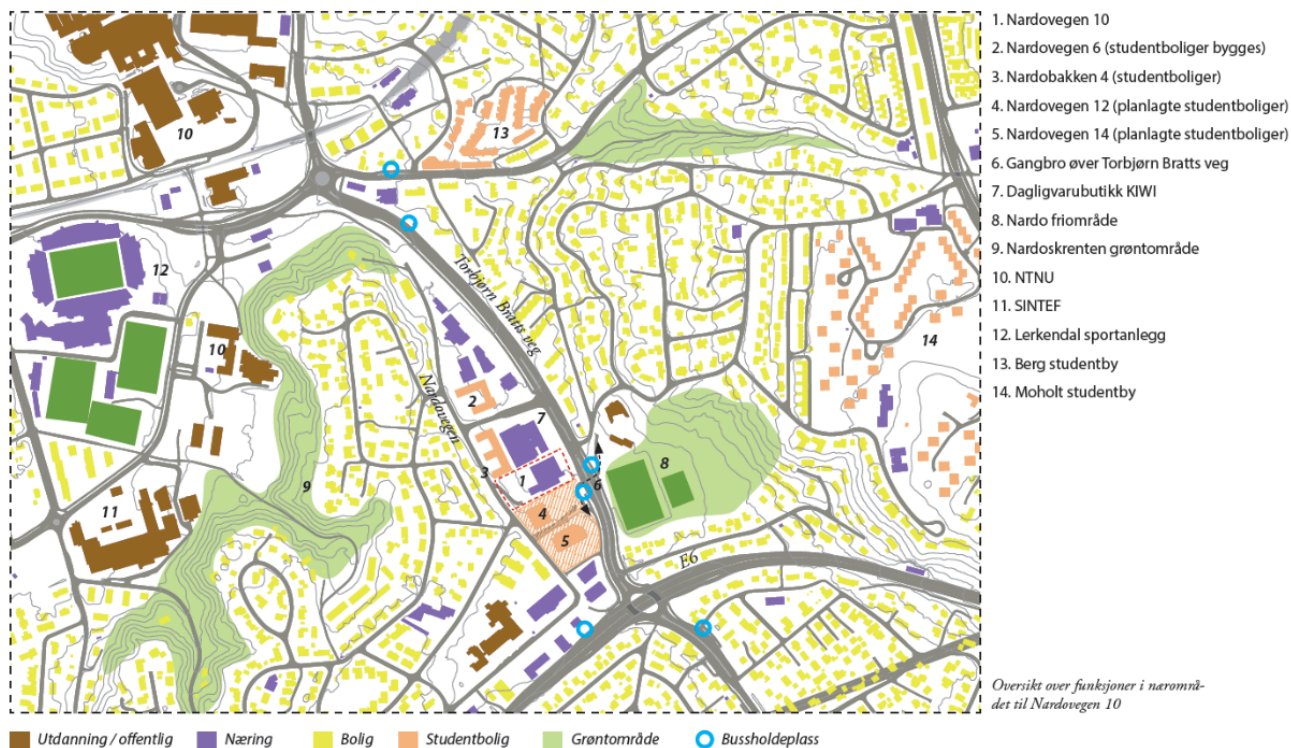 1. Nardovegen 10
2. Nardovegen 6 (studentboliger bygges)
3. Nardobakken 4 (studentboliger)
4. Nardovegen 12 (planlagte studentboliger)
5. Nardovegen 14 (planlagte studentboliger)
6. Gangbro øver Torbjørn Bratts veg
7. Dagligvarubutikk KIWI
8. Nardo friområde
9. Nardoskrenten grøntområde
10. NTNU
11. SINTEF
12. Lerkendal sportanlegg
13. Berg studentby
14. Moholt studentby
10
13
12
Torbjørn Bratts veg
14
10
Nardovegen
2
7
3
1
6
8
9
4
11
5
E6
Oversikt over funksjoner i nærområ-
det til Nardovegen 10
Utdanning / offentlig
Næring
Bolig
Studentbolig
Grøntområde
Bussholdeplass